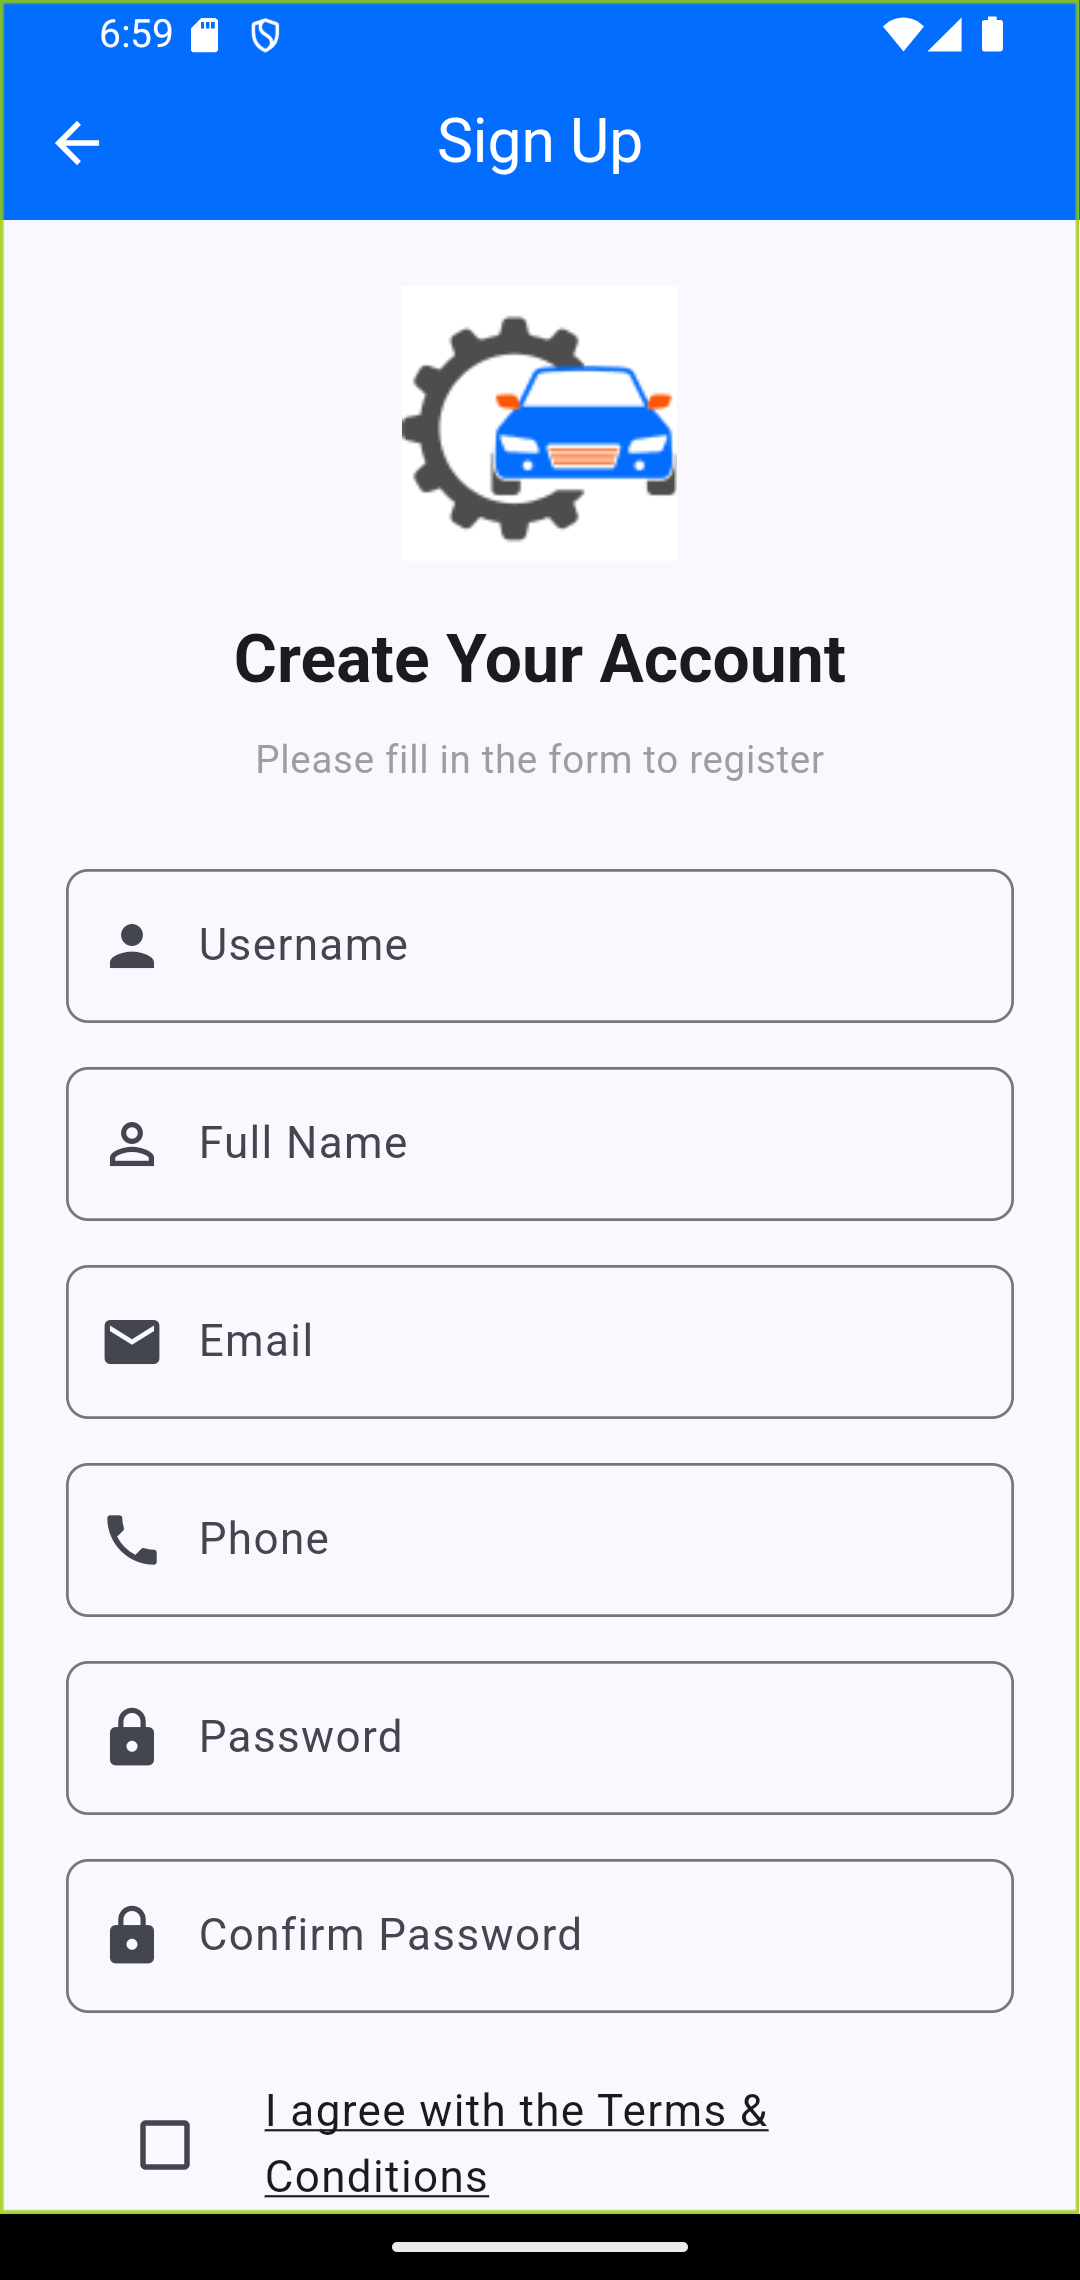 6:59
Sign Up
Create Your Account
Please fill in the form to register
Username
Full Name
Email
Phone
Password
Confirm Password
I agree with the Terms &
Conditions